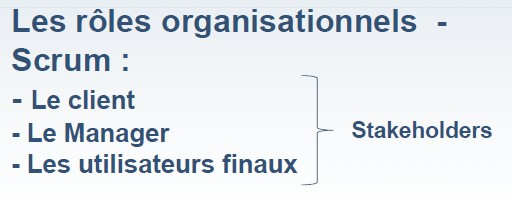 Les rôles organisationnels -
Scrum :
- Le client
- Le Manager
- Les utilisateurs finaux
Stakeholders